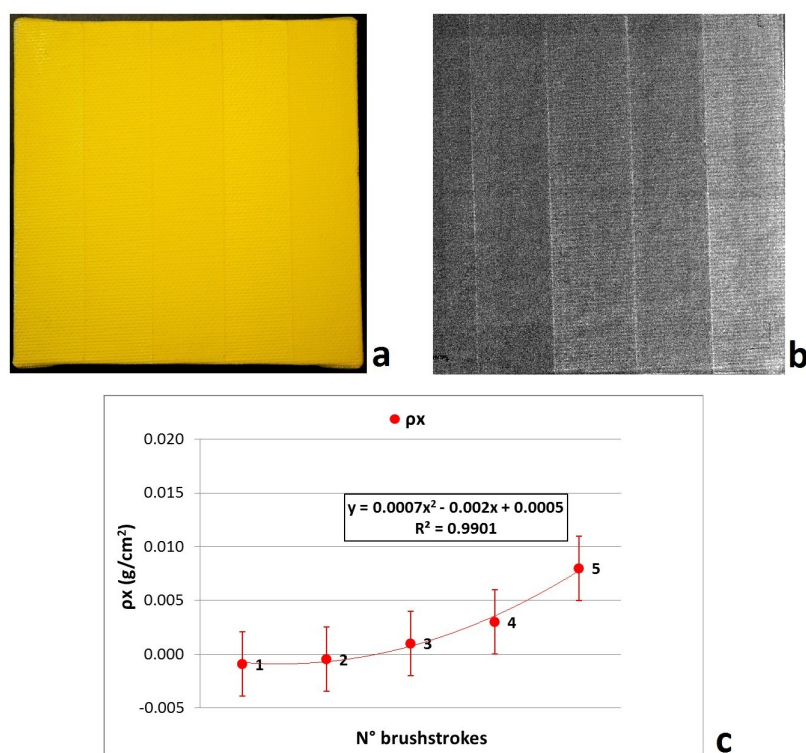 a
b
ρx
0.020
0.015
0.010
0.005
0.000
-0.005
ρx (g/cm²)
y = 0.0007x² - 0.002x + 0.0005
R² = 0.9901
1
2
3
4
5
N° brushstrokes
c